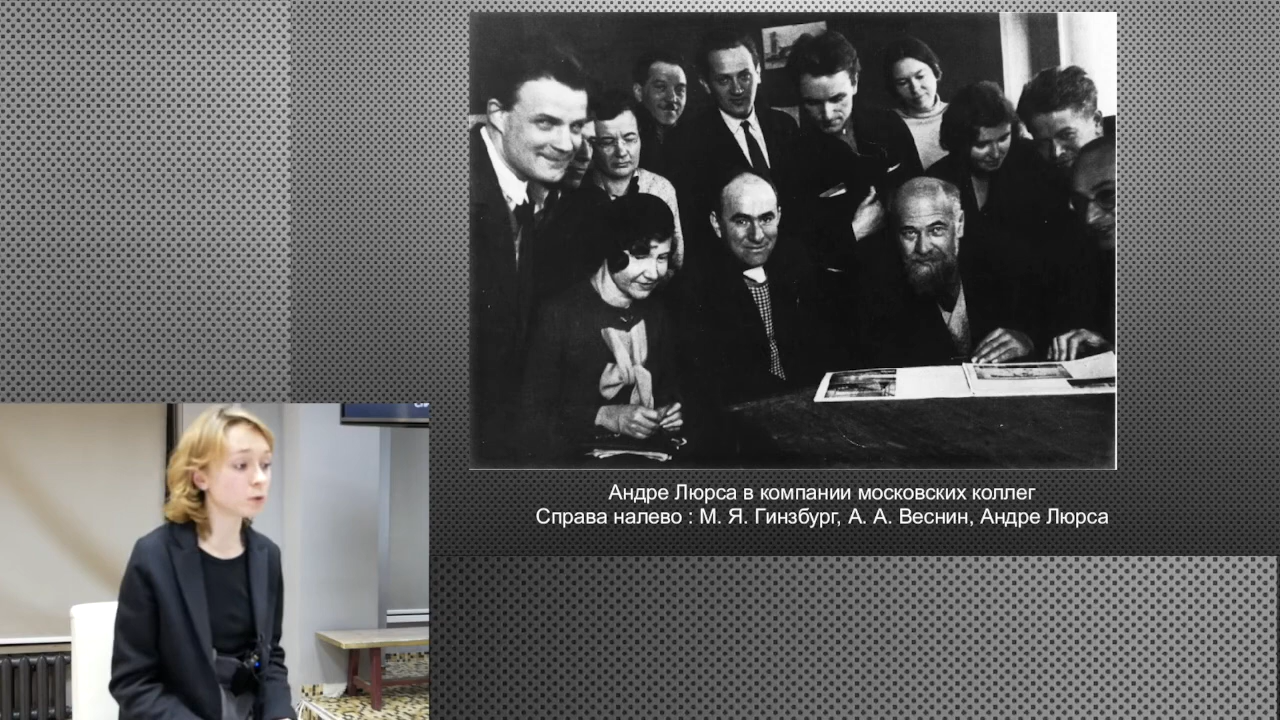 Андре Люрса в компании московских коллег
Справа налево : М. Я. Гинзбург, А. А. Веснин, Андре Люрса